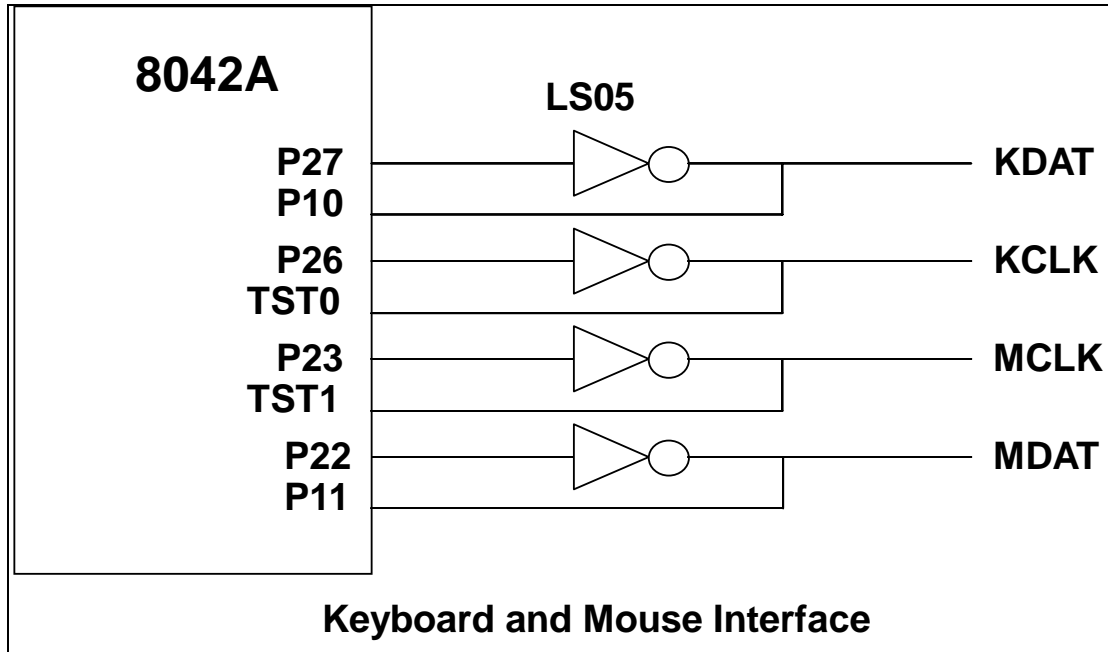 8042A
LS05
P27
KDAT
P10
P26
KCLK
TST0
P23
MCLK
TST1
P22
MDAT
P11
Keyboard and Mouse Interface